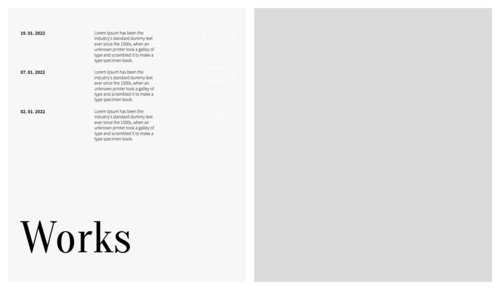 19. 01. 2022
Lorem Ipsum has been the
industry's standard dummy text
ever since the 1500s, when an
unknown printer took a galley of
type and scrambled it to make a
type specimen book.
07. 01. 2022
Lorem Ipsum has been the
industry's standard dummy text
ever since the 1500s, when an
unknown printer took a galley of
type and scrambled it to make a
type specimen book.
02. 01. 2022
Lorem Ipsum has been the
industry's standard dummy text
ever since the 1500s, when an
unknown printer took a galley of
type and scrambled it to make a
type specimen book.
Works